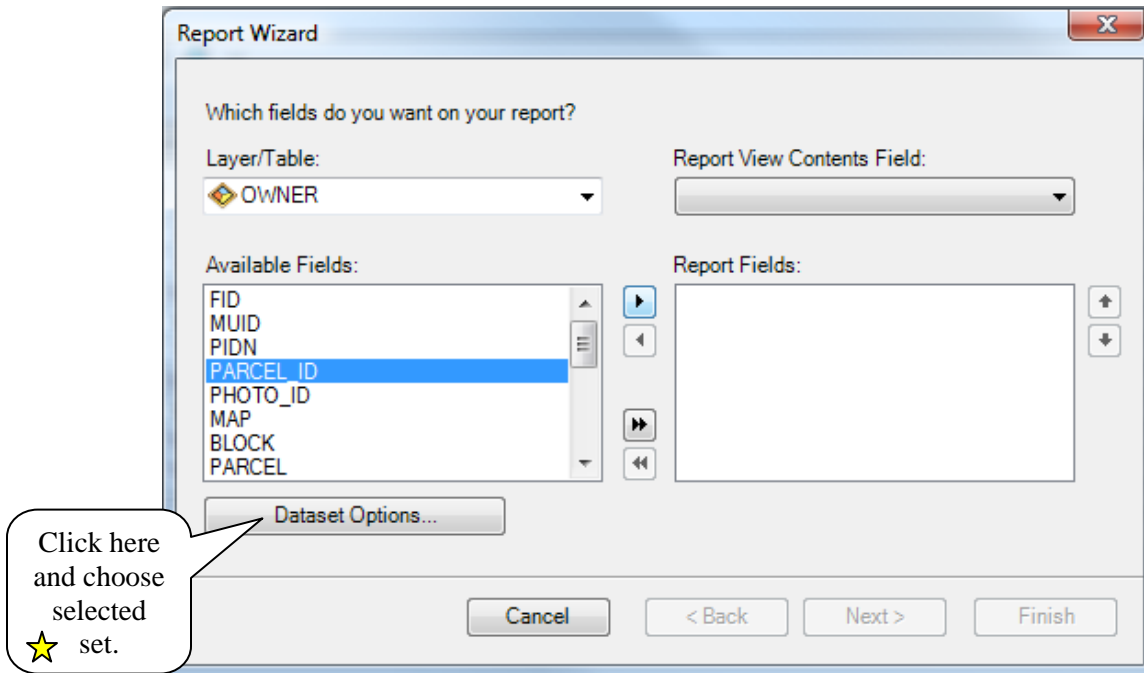 Report Wizard
Which fields do you want on your report?
Layer/Table:
Report View Contents Field:
OWNER
Available Fields:
Report Fields:
FID
MUID
PIDN
PARCEL_ID
PHOTO_ID
MAP
BLOCK
PARCEL
Dataset Options...
Click here
and choose
selected
set.
Cancel
< Back
Next >
Finish